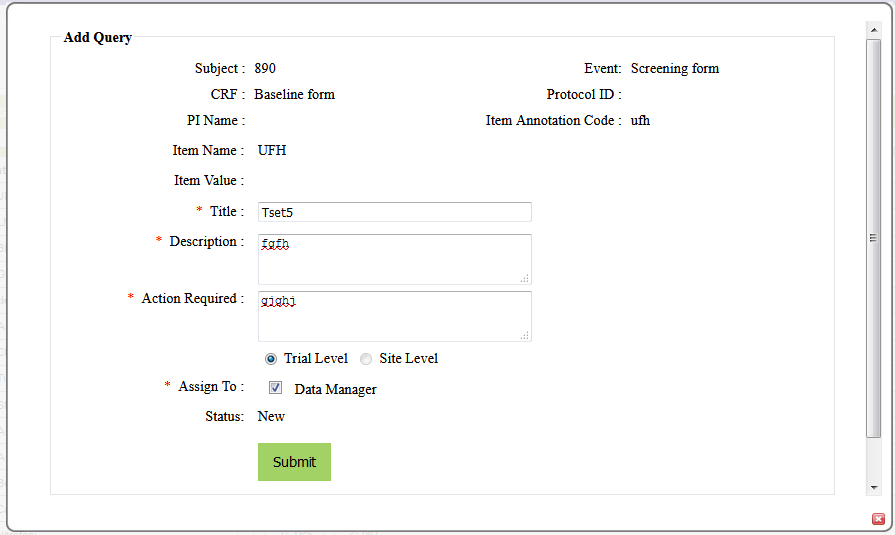 Add Query
Subject : 890 Event: Screening form
CRF : Baseline form Protocol ID :
PI Name : Item Annotation Code : ufh
Item Name : UFH
Item Value :
* Title : Tset5
* Description : fgfh
* Action Required : gjghj
Trial Level Site Level
* Assign To : Data Manager
Status: New
Submit